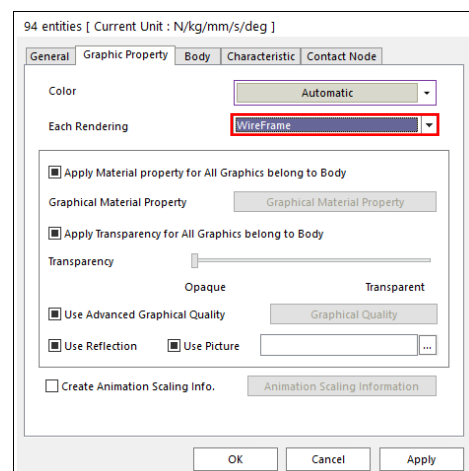 94 entities [ Current Unit : N/kg/mm/s/deg ]
General Graphic Property Body Characteristic Contact Node
Color Automatic
Each Rendering WireFrame
Apply Material property for All Graphics belong to Body
Graphical Material Property Graphical Material Property
Apply Transparency for All Graphics belong to Body
Transparency
Opaque Transparent
Use Advanced Graphical Quality Graphical Quality
Use Reflection Use Picture ...
Create Animation Scaling Info. Animation Scaling Information
OK Cancel Apply